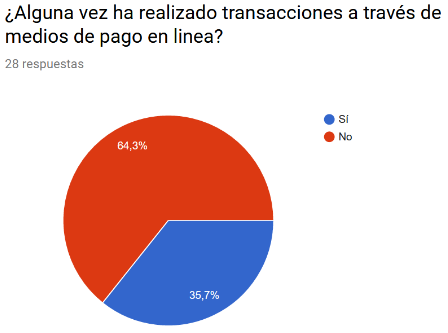 ¿Alguna vez ha realizado transacciones a través de
medios de pago en linea?
28 respuestas
Sí
No
64,3%
35,7%